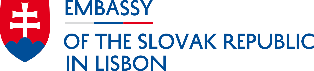 EMBASSY
OF THE SLOVAK REPUBLIC
IN LISBON